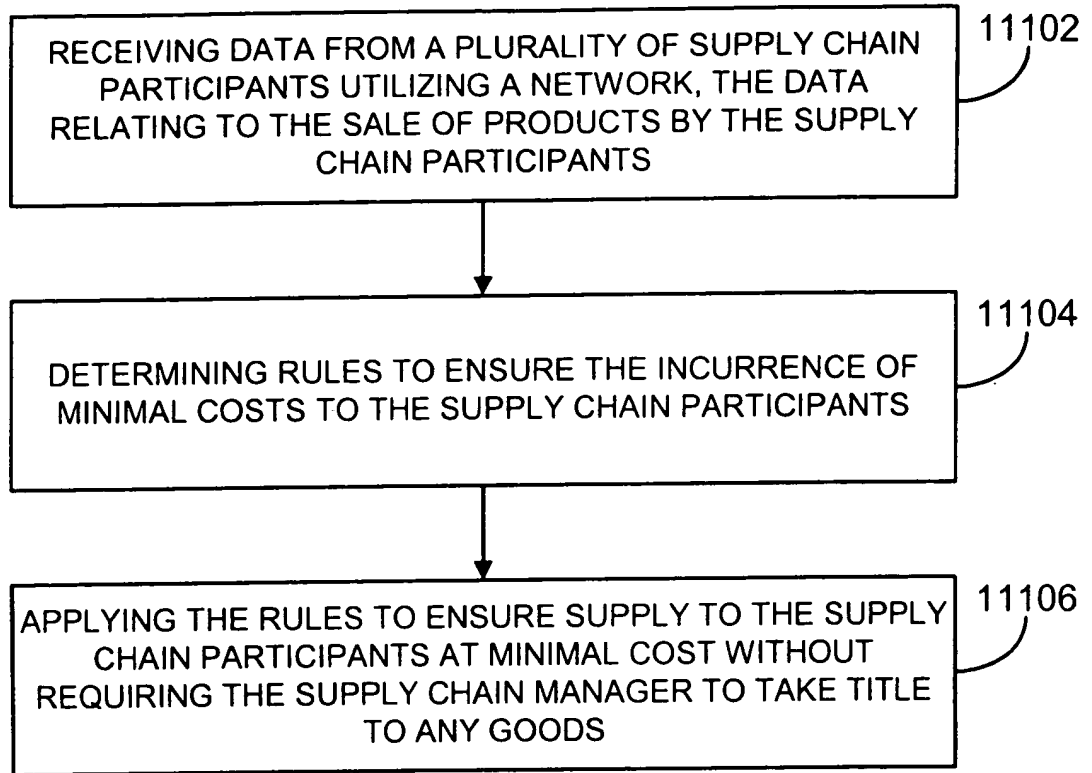 RECEIVING DATA FROM A PLURALITY OF SUPPLY CHAIN
PARTICIPANTS UTILIZING A NETWORK, THE DATA
RELATING TO THE SALE OF PRODUCTS BY THE SUPPLY
CHAIN PARTICIPANTS
11102
DETERMINING RULES TO ENSURE THE INCURRENCE OF
MINIMAL COSTS TO THE SUPPLY CHAIN PARTICIPANTS
11104
APPLYING THE RULES TO ENSURE SUPPLY TO THE SUPPLY
CHAIN PARTICIPANTS AT MINIMAL COST WITHOUT
REQUIRING THE SUPPLY CHAIN MANAGER TO TAKE TITLE
TO ANY GOODS
11106